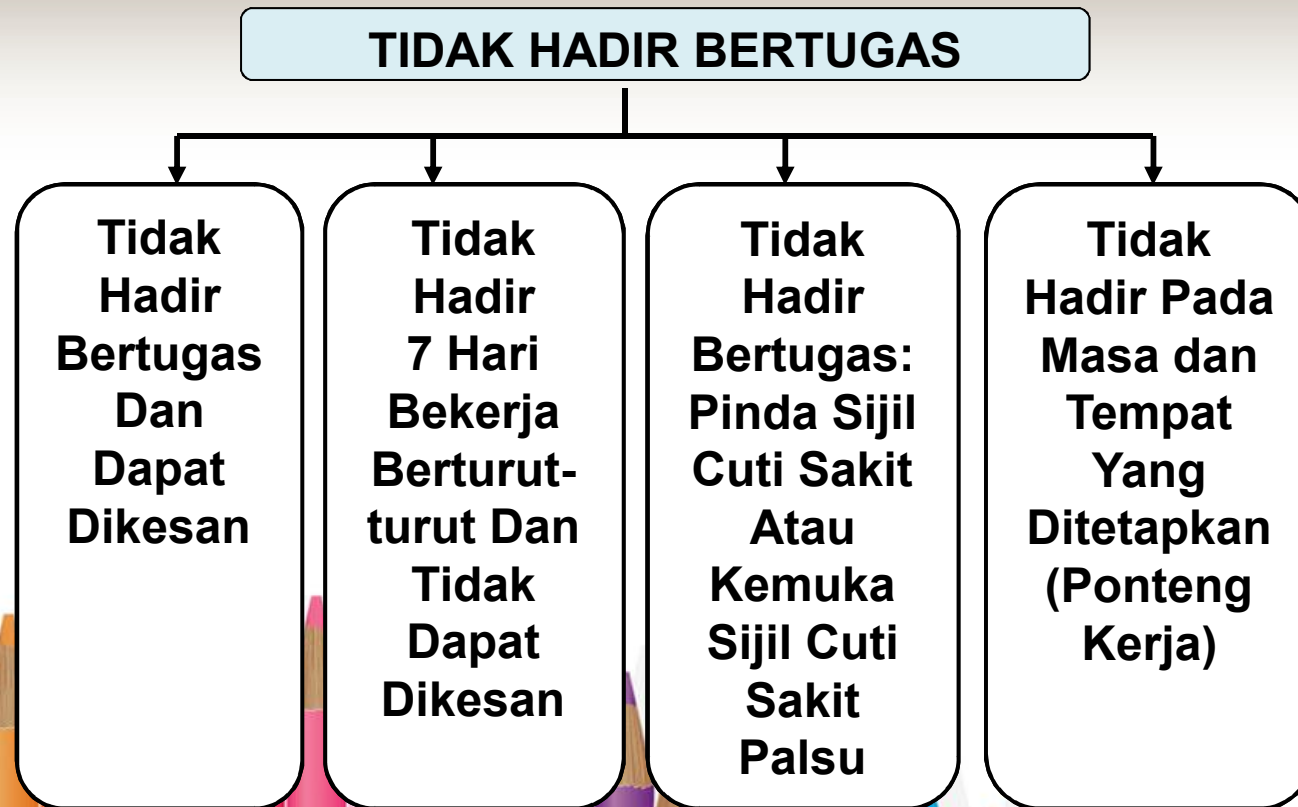 TIDAK HADIR BERTUGAS
Tidak
Hadir
Bertugas
Dan
Dapat
Dikesan
Tidak
Hadir
7 Hari
Bekerja
Berturut-
turut Dan
Tidak
Dapat
Dikesan
Tidak
Hadir
Bertugas:
Pinda Sijil
Cuti Sakit
Atau
Kemuka
Sijil Cuti
Sakit
Palsu
Tidak
Hadir Pada
Masa dan
Tempat
Yang
Ditetapkan
(Ponteng
Kerja)